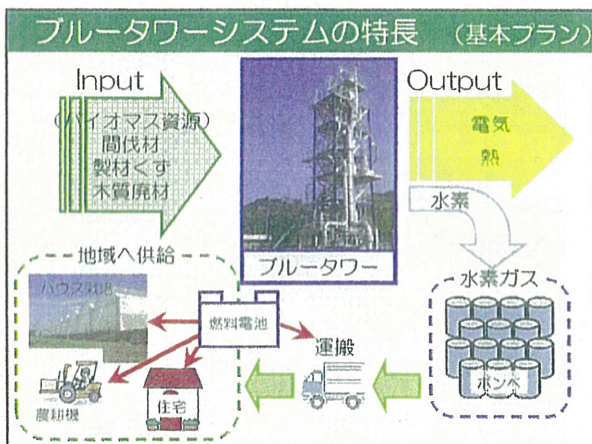 ブルータワーシステムの特長 (基本プラン)
Input
(バイオマス資源)
間伐材
製材くず
木質廃材
ブルータワー
Output
電気
熱
水素
水素ガス
ボンベ
運搬
燃料電池
地域へ供給
ハウス栽培
農耕機
住宅